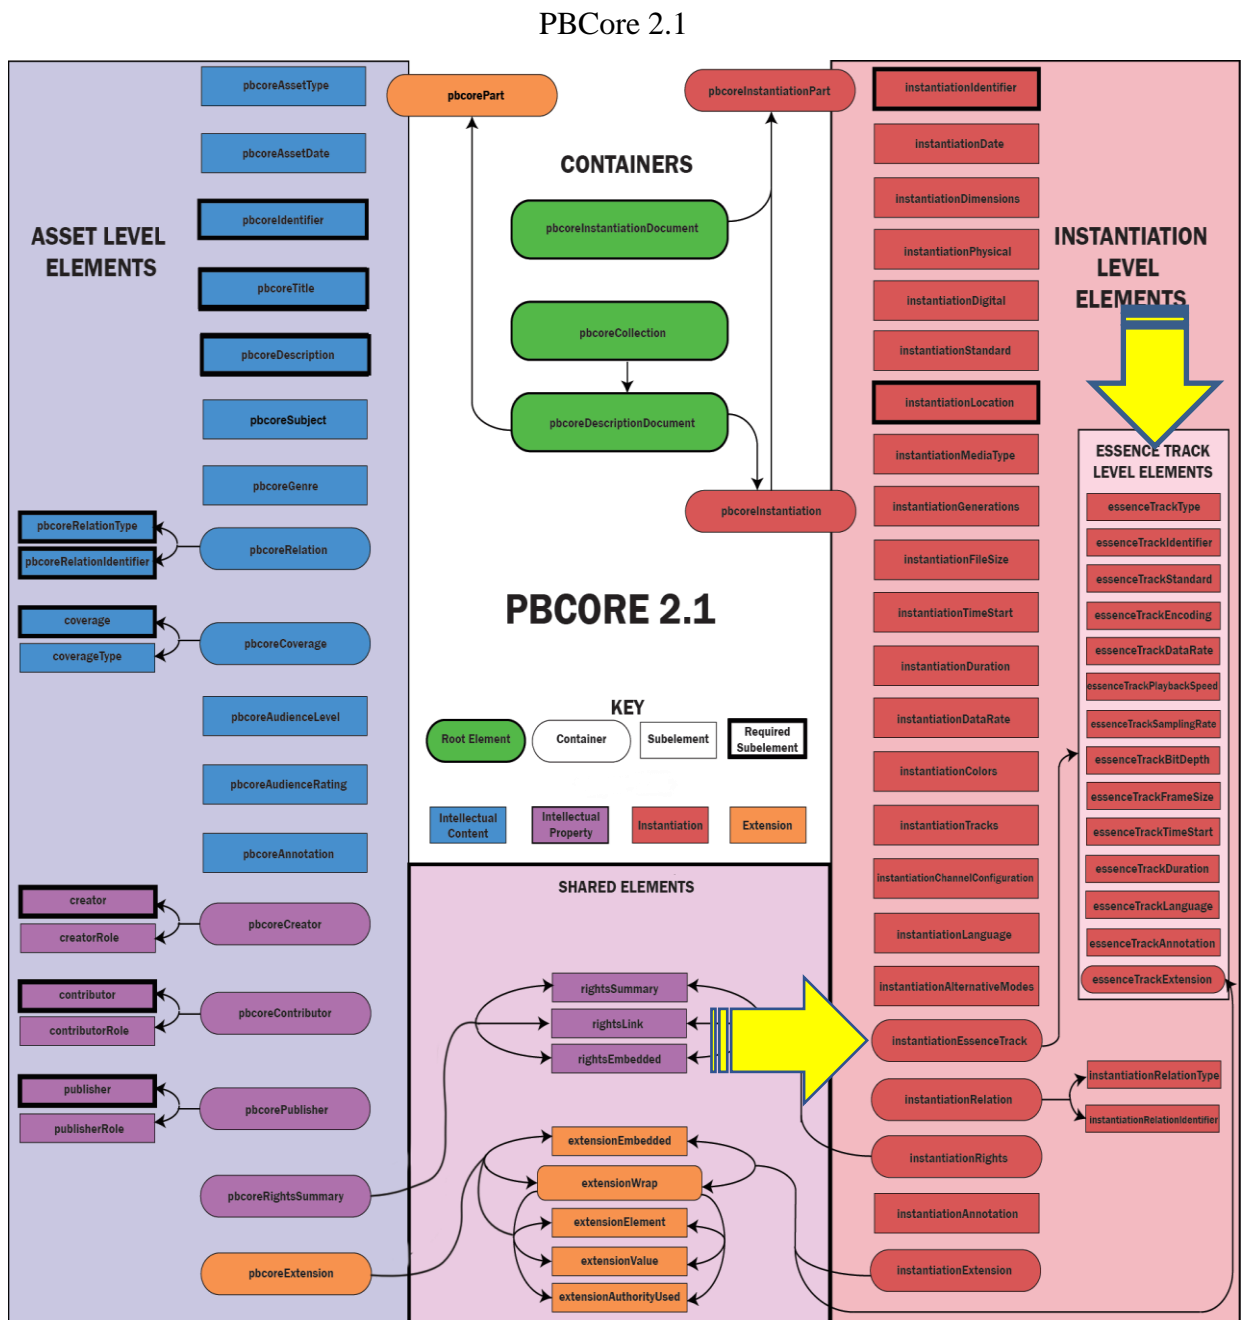 PBCore 2.1
ASSET LEVEL
ELEMENTS
pbcoreAssetType
pbcoreAssetDate
pbcoreIdentifier
pbcoreTitle
pbcoreDescription
pbcoreSubject
pbcoreGenre
pbcoreRelationType
pbcoreRelationIdentifier
pbcoreRelation
coverage
coverageType
pbcoreCoverage
pbcoreAudienceLevel
pbcoreAudienceRating
pbcoreAnnotation
creator
creatorRole
pbcoreCreator
contributor
contributorRole
pbcoreContributor
publisher
publisherRole
pbcorePublisher
pbcoreRightsSummary
pbcoreExtension
pbcorePart
pbcoreInstantiationPart
CONTAINERS
pbcoreInstantiationDocument
pbcoreCollection
pbcoreDescriptionDocument
pbcoreInstantiation
PBCORE 2.1
KEY
Root Element
Container
Subelement
Required
Subelement
Intellectual
Content
Intellectual
Property
Instantiation
Extension
SHARED ELEMENTS
rightsSummary
rightsLink
rightsEmbedded
extensionEmbedded
extensionWrap
extensionElement
extensionValue
extensionAuthorityUsed
INSTANTIATION
LEVEL
ELEMENTS
instantiationIdentifier
instantiationDate
instantiationDimensions
instantiationPhysical
instantiationDigital
instantiationStandard
instantiationLocation
instantiationMediaType
instantiationGenerations
instantiationFileSize
instantiationTimeStart
instantiationDuration
instantiationDataRate
instantiationColors
instantiationTracks
instantiationChannelConfiguration
instantiationLanguage
instantiationAlternativeModes
instantiationEssenceTrack
instantiationRelation
instantiationRelationType
instantiationRelationIdentifier
instantiationRights
instantiationAnnotation
instantiationExtension
ESSENCE TRACK
LEVEL ELEMENTS
essenceTrackType
essenceTrackIdentifier
essenceTrackStandard
essenceTrackEncoding
essenceTrackDataRate
essenceTrackPlaybackSpeed
essenceTrackSamplingRate
essenceTrackBitDepth
essenceTrackFrameSize
essenceTrackTimeStart
essenceTrackDuration
essenceTrackLanguage
essenceTrackAnnotation
essenceTrackExtension